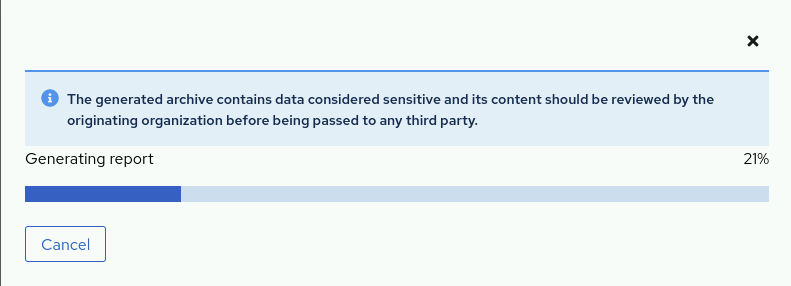 The generated archive contains data considered sensitive and its content should be reviewed by the
originating organization before being passed to any third party.
Generating report 21%
Cancel